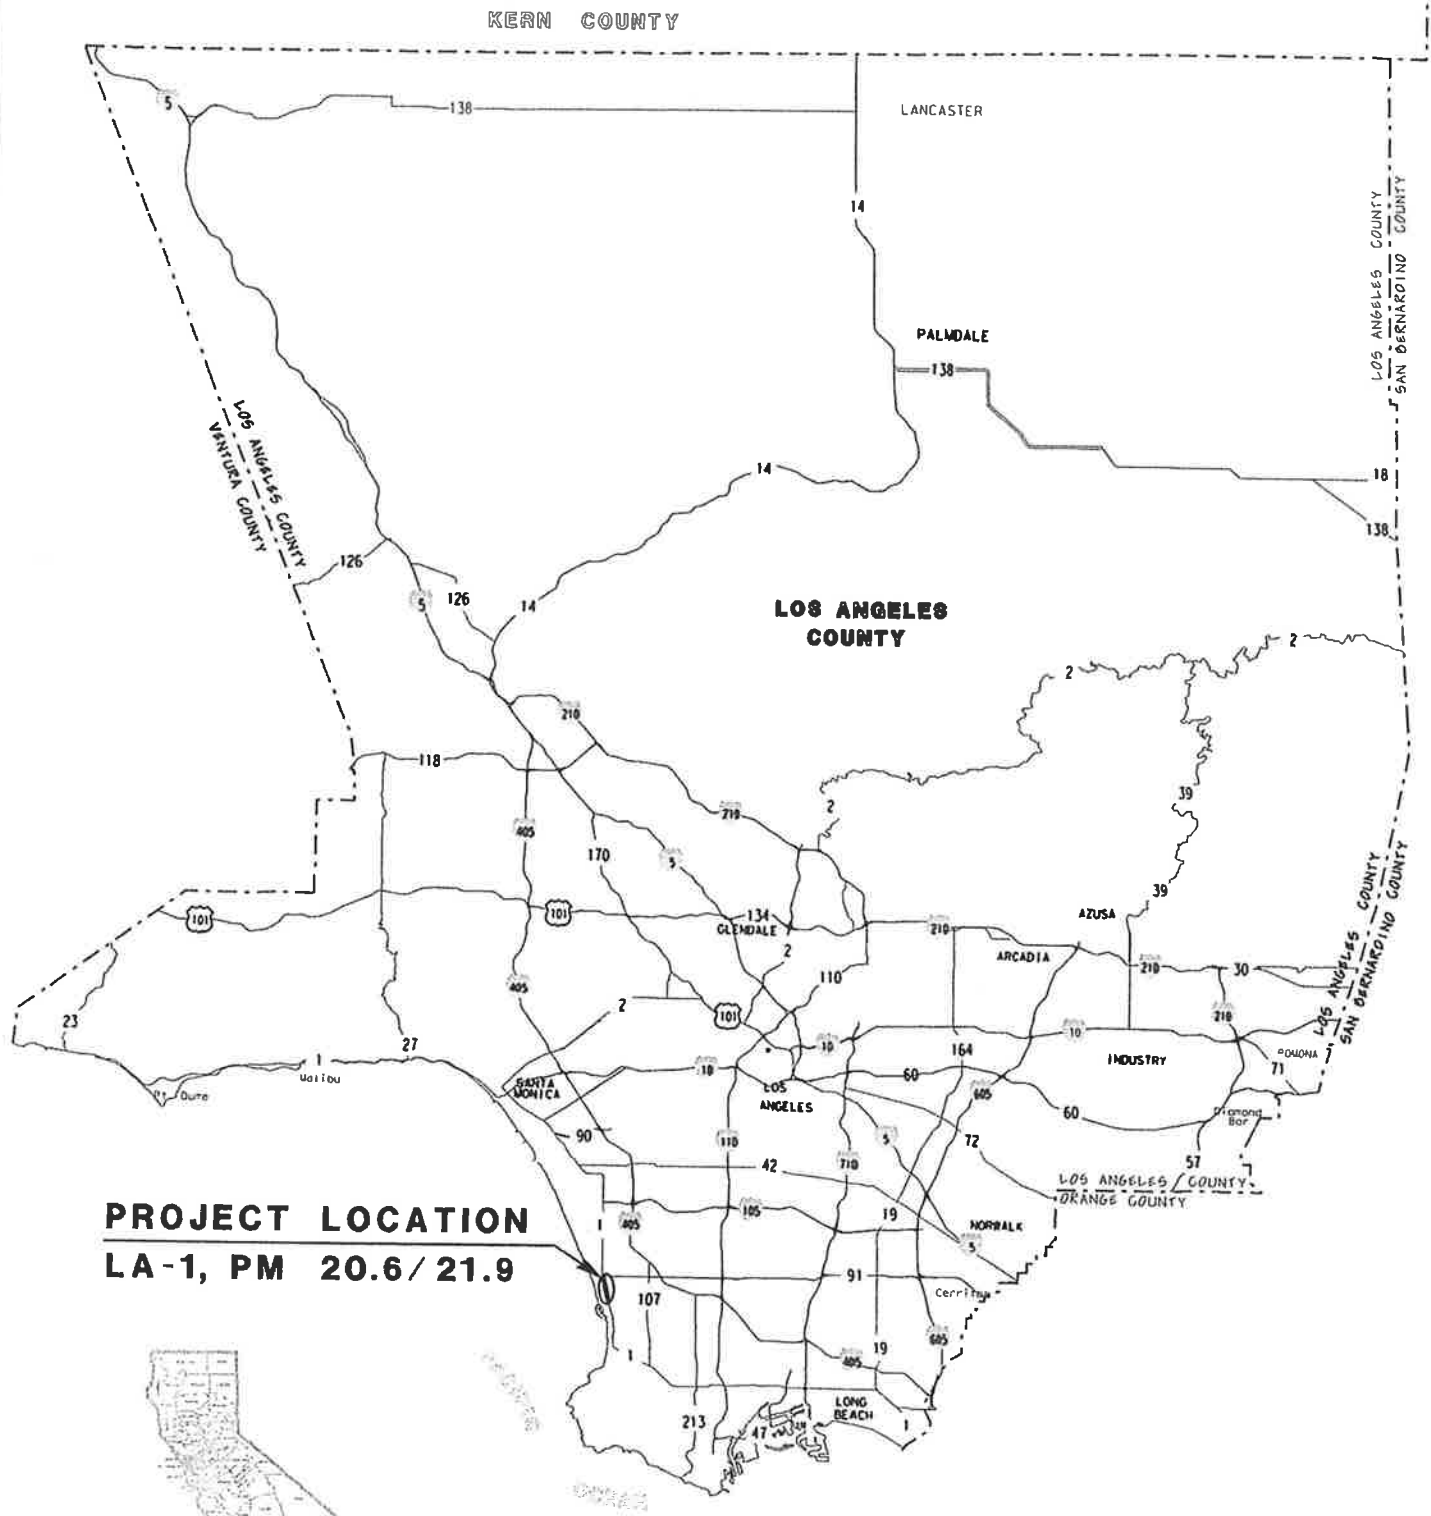 KERN COUNTY
5
138
LANCASTER
14
LOS ANGELES COUNTY
SAN BERNARDINO COUNTY
PALMDALE
138
LOS ANGELES COUNTY
VENTURA COUNTY
14
18
138
126
5
126
14
LOS ANGELES
COUNTY
2
2
210
118
210
2
39
405
170
5
LOS ANGELES COUNTY
SAN BERNARDINO COUNTY
39
101
101
134
GLENDALE
AZUSA
210
2
ARCADIA
210
30
405
110
2
101
210
23
27
10
10
164
INDUSTRY
POMONA
1
Malibu
10
71
SANTA
MONICA
LOS
ANGELES
60
605
60
Pt. Dume
Diamond
Bar
90
110
5
72
42
710
57
LOS ANGELES COUNTY
ORANGE COUNTY
PROJECT LOCATION
LA-1, PM 20.6/21.9
1
405
105
19
NORWALK
5
91
107
Cerritos
605
1
405
19
LONG
BEACH
213
47
1
OCEAN